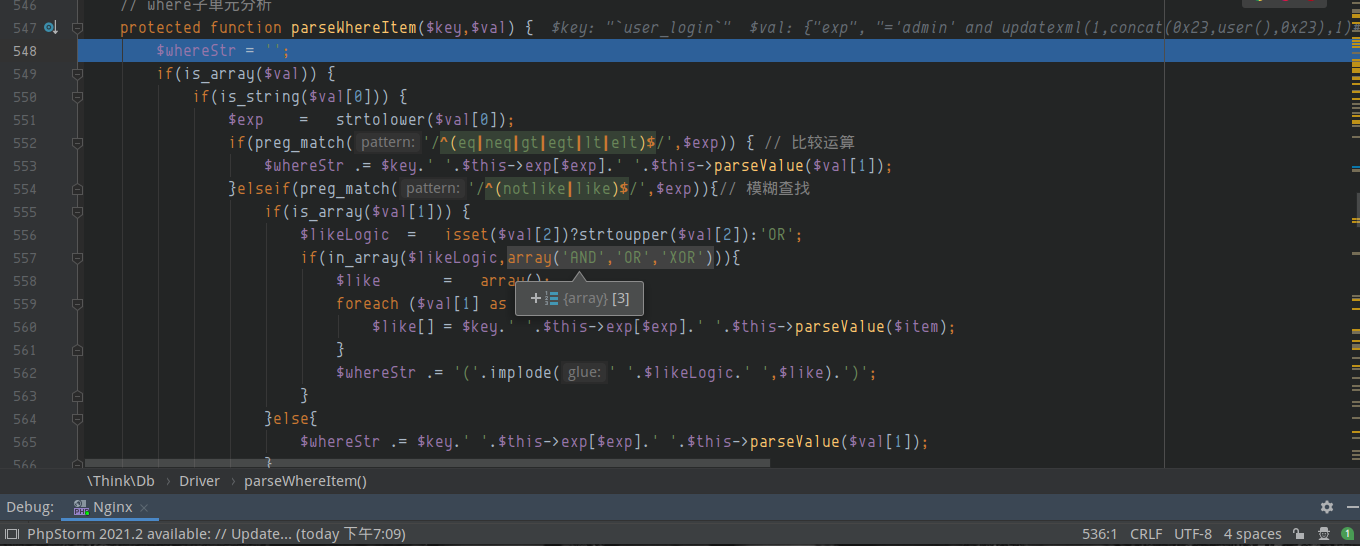 546 // where子单元分析
547 protected function parseWhereItem($key,$val) { $key: "`user_login`" $val: {"exp", "='admin' and updatexml(1,concat(0x23,user(),0x23),1)
548 $whereStr = '';
549 if(is_array($val)) {
550 if(is_string($val[0])) {
551 $exp = strtolower($val[0]);
552 if(preg_match( pattern: '/^(eq|neq|gt|egt|lt|elt)$/',$exp)) { // 比较运算
553 $whereStr .= $key.' '.$this->exp[$exp].' '.$this->parseValue($val[1]);
554 }elseif(preg_match( pattern: '/^(notlike|like)$/',$exp)){// 模糊查找
555 if(is_array($val[1])) {
556 $likeLogic = isset($val[2])?strtoupper($val[2]):'OR';
557 if(in_array($likeLogic,array('AND','OR','XOR'))){
558 $like = array();
{array} [3]
559 foreach ($val[1] as
560 $like[] = $key.' '.$this->exp[$exp].' '.$this->parseValue($item);
561 }
562 $whereStr .= '('.implode( glue: ' '.$likeLogic.' ',$like).')';
563 }
564 }else{
565 $whereStr .= $key.' '.$this->exp[$exp].' '.$this->parseValue($val[1]);
566 }
\Think\Db › Driver › parseWhereItem()
Debug: Nginx ×
PhpStorm 2021.2 available: // Update... (today 下午7:09) 536:1 CRLF UTF-8 4 spaces 1